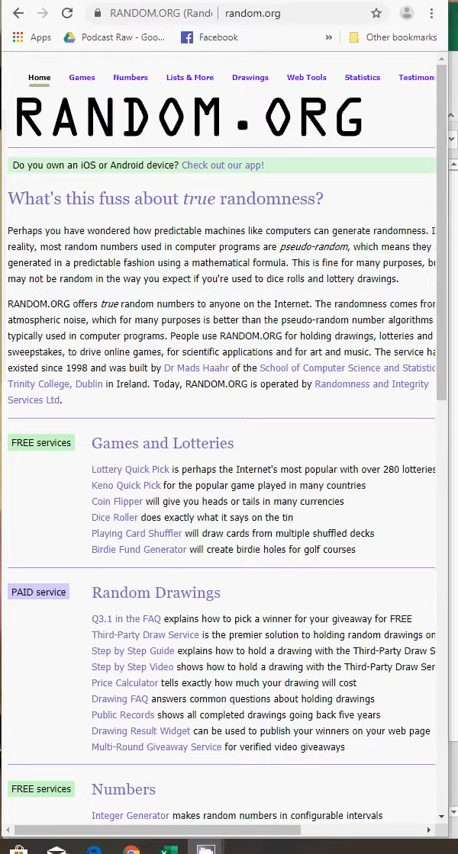 RANDOM.ORG (Rand
random.org
Apps
Podcast Raw - Goo...
Facebook
»
Other bookmarks
Home Games Numbers Lists & More Drawings Web Tools Statistics Testimon
RANDOM.ORG
Do you own an iOS or Android device? Check out our app!
What's this fuss about true randomness?
Perhaps you have wondered how predictable machines like computers can generate randomness. I
reality, most random numbers used in computer programs are pseudo-random, which means they
generated in a predictable fashion using a mathematical formula. This is fine for many purposes, bu
may not be random in the way you expect if you're used to dice rolls and lottery drawings.
RANDOM.ORG offers true random numbers to anyone on the Internet. The randomness comes fror
atmospheric noise, which for many purposes is better than the pseudo-random number algorithms
typically used in computer programs. People use RANDOM.ORG for holding drawings, lotteries and
sweepstakes, to drive online games, for scientific applications and for art and music. The service ha
existed since 1998 and was built by Dr Mads Haahr of the School of Computer Science and Statistic
Trinity College, Dublin in Ireland. Today, RANDOM.ORG is operated by Randomness and Integrity
Services Ltd.
FREE services
Games and Lotteries
Lottery Quick Pick is perhaps the Internet's most popular with over 280 lotteries
Keno Quick Pick for the popular game played in many countries
Coin Flipper will give you heads or tails in many currencies
Dice Roller does exactly what it says on the tin
Playing Card Shuffler will draw cards from multiple shuffled decks
Birdie Fund Generator will create birdie holes for golf courses
PAID service
Random Drawings
Q3.1 in the FAQ explains how to pick a winner for your giveaway for FREE
Third-Party Draw Service is the premier solution to holding random drawings on
Step by Step Guide explains how to hold a drawing with the Third-Party Draw S
Step by Step Video shows how to hold a drawing with the Third-Party Draw Ser
Price Calculator tells exactly how much your drawing will cost
Drawing FAQ answers common questions about holding drawings
Public Records shows all completed drawings going back five years
Drawing Result Widget can be used to publish your winners on your web page
Multi-Round Giveaway Service for verified video giveaways
FREE services
Numbers
Integer Generator makes random numbers in configurable intervals